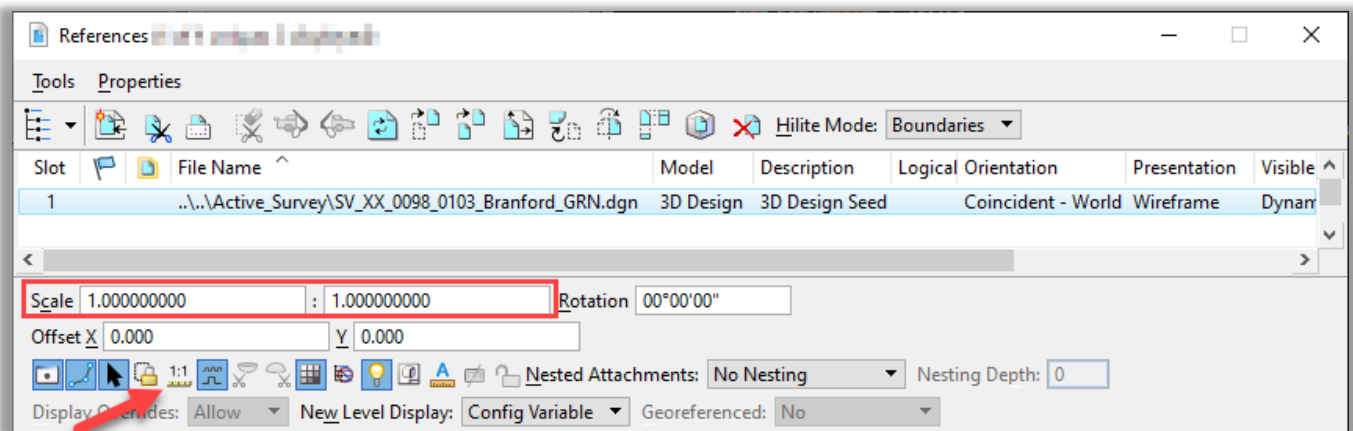 References
Tools Properties
Hilite Mode: Boundaries
Slot File Name Model Description Logical Orientation Presentation Visible
1 ..\..\Active_Survey\SV_XX_0098_0103_Branford_GRN.dgn 3D Design 3D Design Seed Coincident - World Wireframe Dynam
Scale 1.000000000 : 1.000000000 Rotation 00°00'00"
Offset X 0.000 Y 0.000
1:1 Nested Attachments: No Nesting Nesting Depth: 0
Display Allow New Level Display: Config Variable Georeferenced: No